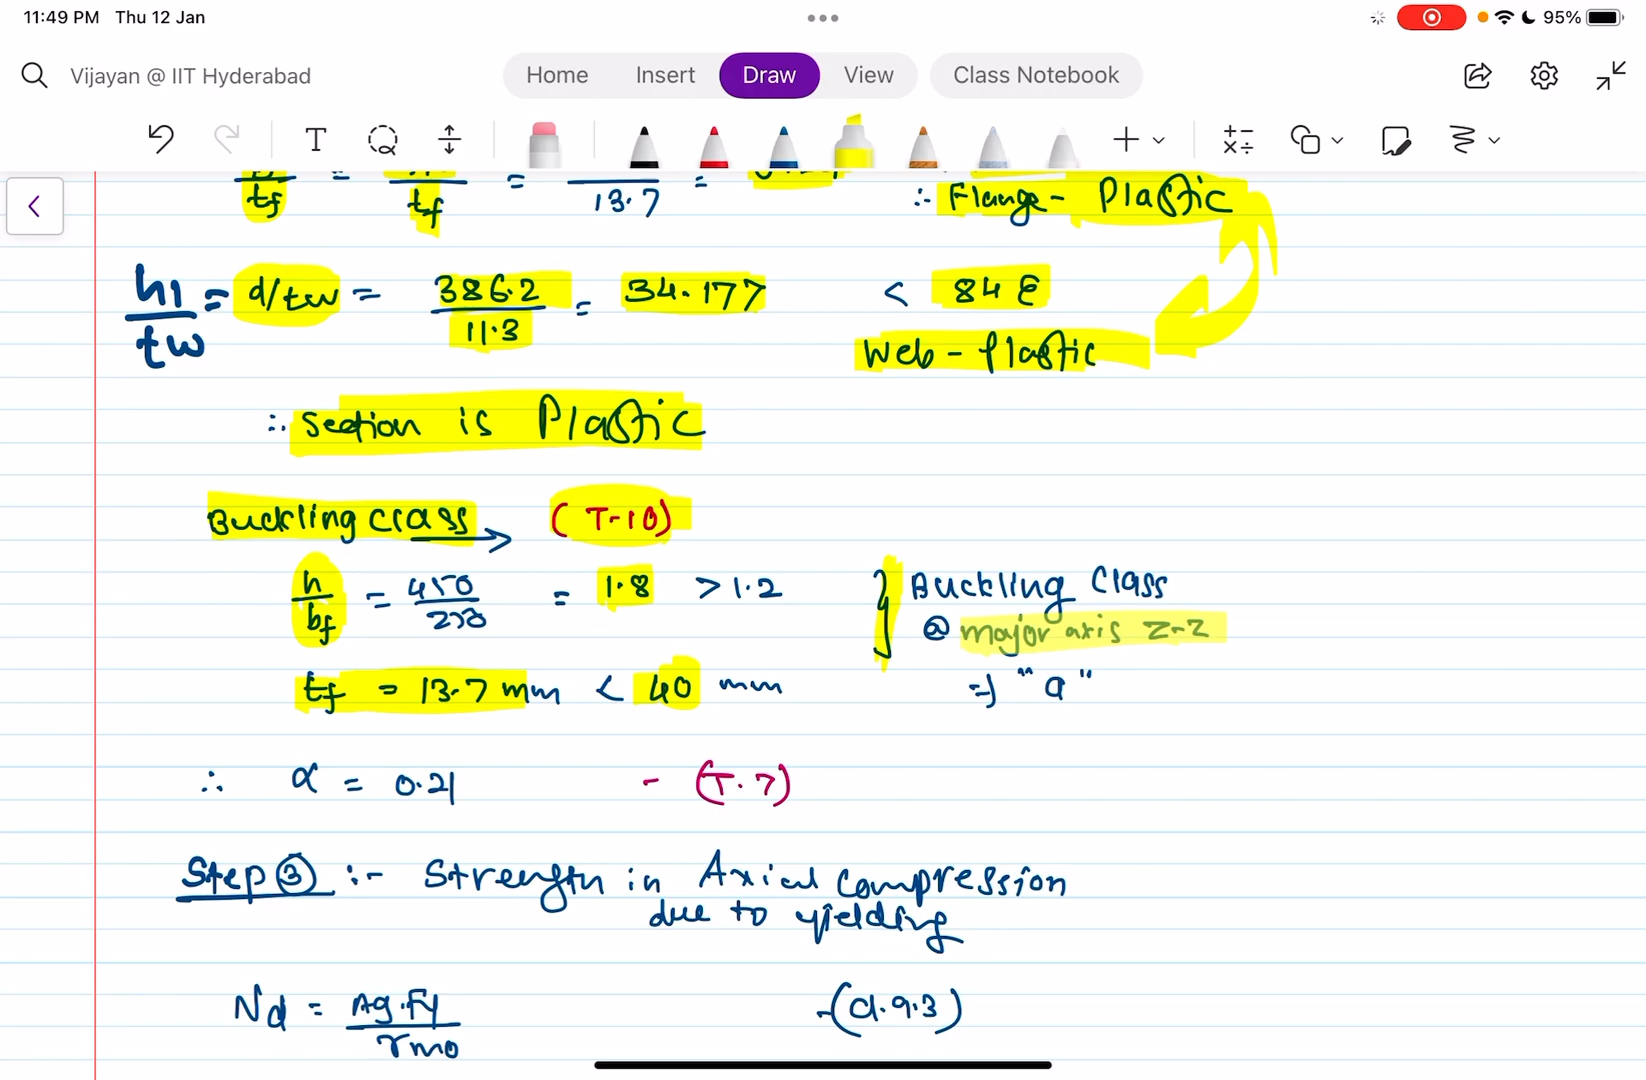 11:49 PM Thu 12 Jan
95%
Vijayan @ IIT Hyderabad
Home Insert Draw View Class Notebook
tf = tf = 13.7 = ∴ Flange - Plastic
h1/tw = d/tw = 386.2/11.3 = 34.177 < 84 ε
Web - Plastic
∴ Section is Plastic
Buckling class → (T-10)
h/bf = 450/250 = 1.8 > 1.2 } Buckling Class
@ major axis z-z
tf = 13.7 mm < 40 mm ⇒ "a"
∴ α = 0.21 - (T.7)
Step ③ :- Strength in Axial compression
due to yielding
Nd = Ag.Fy/γmo - (cl.9.3)